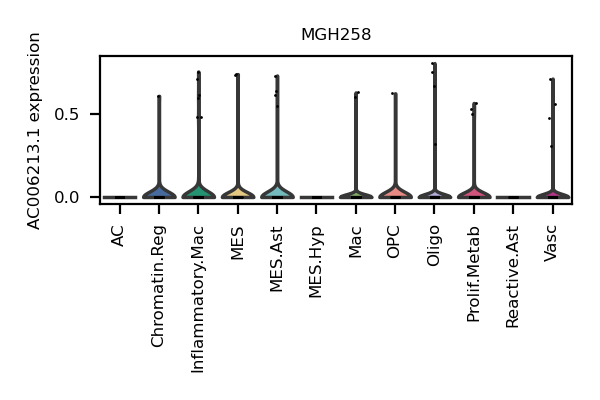 MGH258
AC006213.1 expression
0.5
0.0
AC
Chromatin.Reg
Inflammatory.Mac
MES
MES.Ast
MES.Hyp
Mac
OPC
Oligo
Prolif.Metab
Reactive.Ast
Vasc